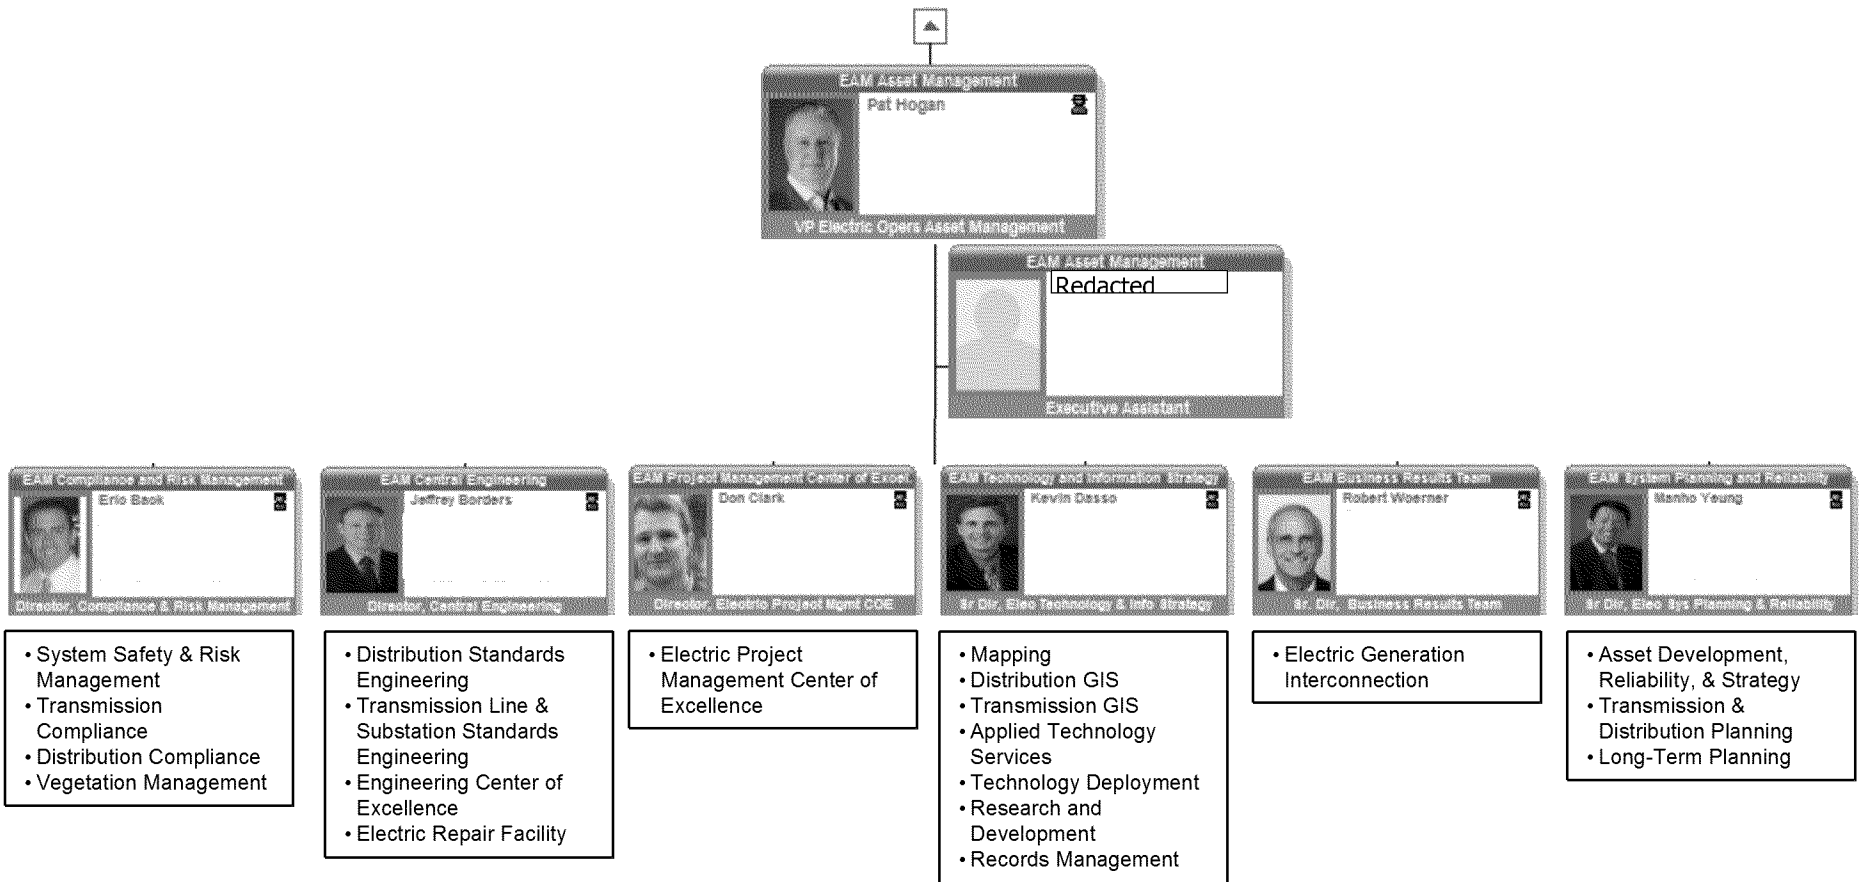 EAM Asset Management
Pat Hogan
VP Electric Opers Asset Management
EAM Asset Management
Redacted
Executive Assistant
EAM Compliance and Risk Management
Eric Back
Director, Compliance & Risk Management
• System Safety & Risk
Management
• Transmission
Compliance
• Distribution Compliance
• Vegetation Management
EAM Central Engineering
Jeffrey Borders
Director, Central Engineering
• Distribution Standards
Engineering
• Transmission Line &
Substation Standards
Engineering
• Engineering Center of
Excellence
• Electric Repair Facility
EAM Project Management Center of Excel
Don Clark
Director, Electric Project Mgmt COE
• Electric Project
Management Center of
Excellence
EAM Technology and Information Strategy
Kevin Dasso
Sr Dir, Elec Technology & Info Strategy
• Mapping
• Distribution GIS
• Transmission GIS
• Applied Technology
Services
• Technology Deployment
• Research and
Development
• Records Management
EAM Business Results Team
Robert Woerner
Sr. Dir, Business Results Team
• Electric Generation
Interconnection
EAM System Planning and Reliability
Manho Yeung
Sr Dir, Elec Sys Planning & Reliability
• Asset Development,
Reliability, & Strategy
• Transmission &
Distribution Planning
• Long-Term Planning